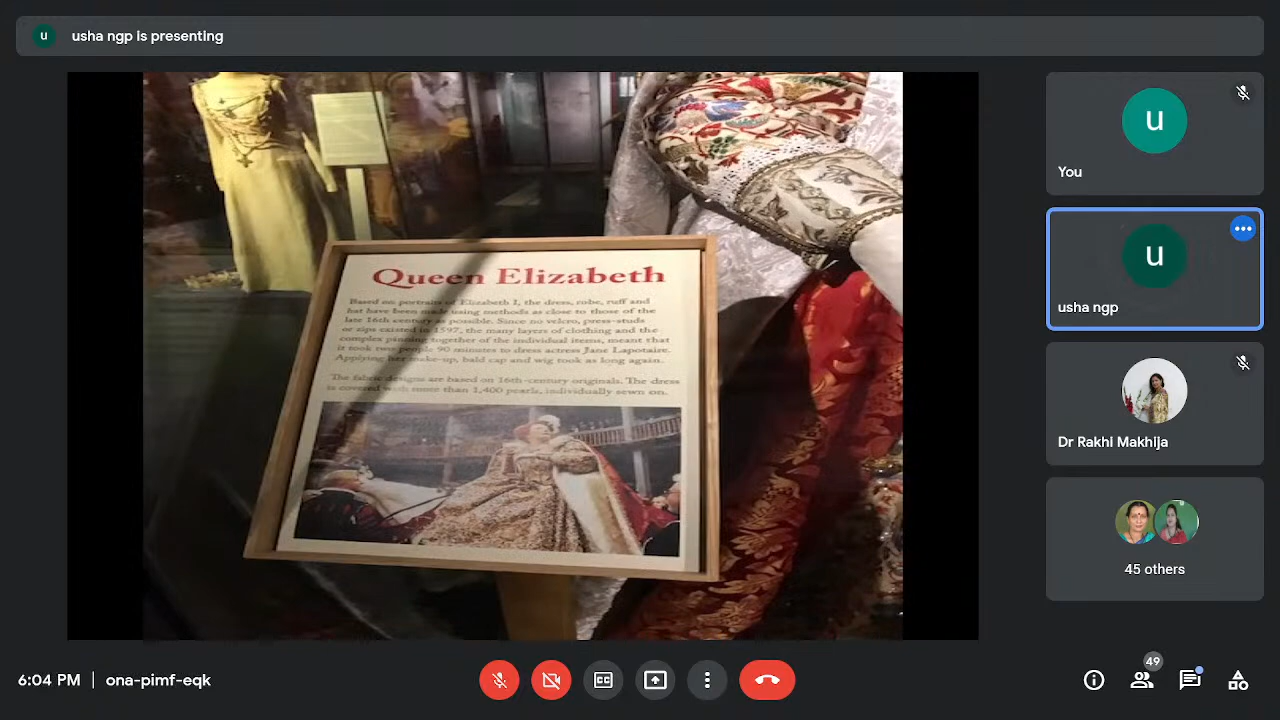 u
usha ngp is presenting
Queen Elizabeth
Based on portraits of Elizabeth I, the dress, robe, ruff and
hat have been made using methods as close to those of the
late 16th century as possible. Since no velcro, press-studs
or zips existed in 1597, the many layers of clothing and the
complex pinning together of the individual items, meant that
it took two people 90 minutes to dress actress Jane Lapotaire.
Applying her make-up, bald cap and wig took as long again.
The fabric designs are based on 16th-century originals. The dress
is covered with more than 1,400 pearls, individually sewn on.
u
You
u
usha ngp
Dr Rakhi Makhija
45 others
6:04 PM | ona-pimf-eqk
CC
49